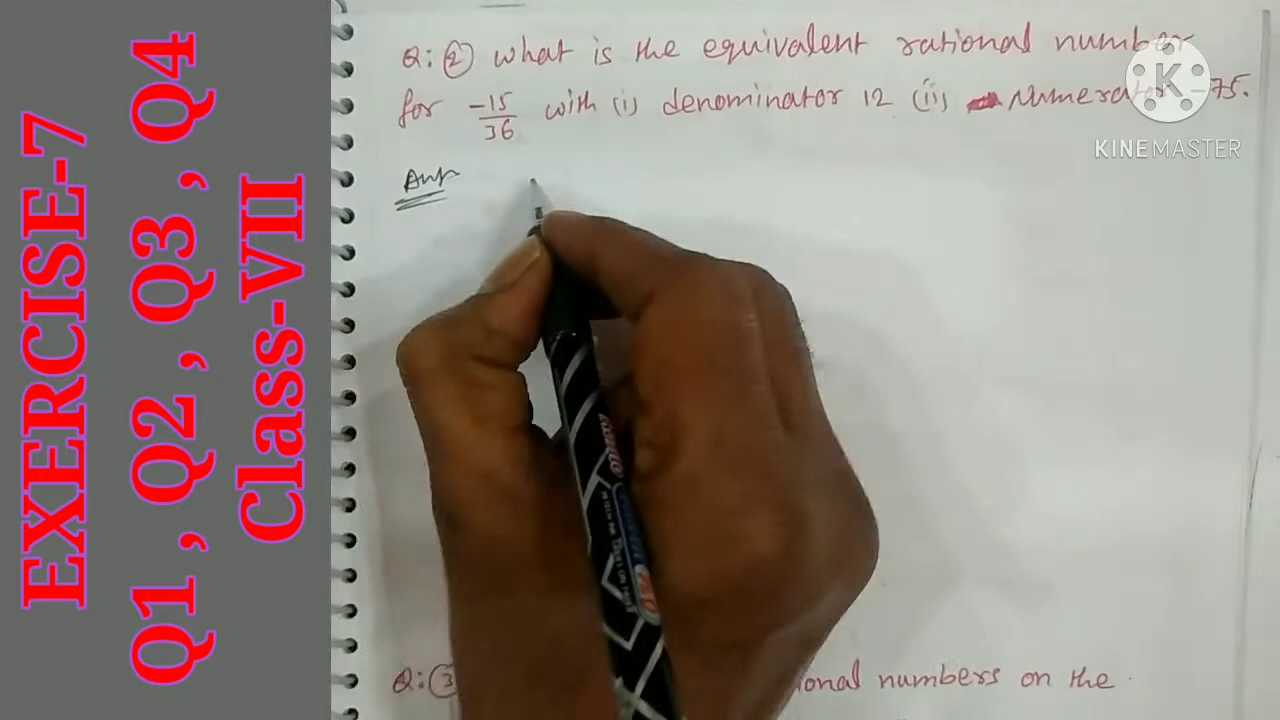 EXERCISE-7
Q1 , Q2 , Q3 , Q4
Class-VII
Q: (2) what is the equivalent rational number
for -15/36 with (i) denominator 12 (ii) Numerator -75.
Ans
KINEMASTER
Q: (3 onal numbers on the